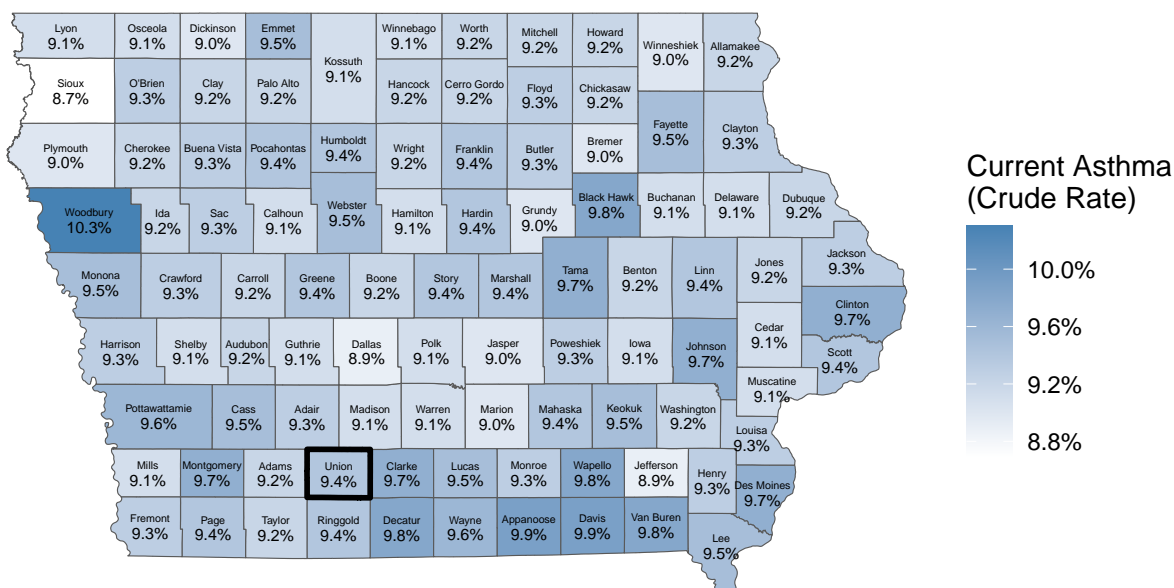 Lyon
9.1%
Osceola
9.1%
Dickinson
9.0%
Emmet
9.5%
Kossuth
9.1%
Winnebago
9.1%
Worth
9.2%
Mitchell
9.2%
Howard
9.2%
Winneshiek
9.0%
Allamakee
9.2%
Sioux
8.7%
O'Brien
9.3%
Clay
9.2%
Palo Alto
9.2%
Hancock
9.2%
Cerro Gordo
9.2%
Floyd
9.3%
Chickasaw
9.2%
Fayette
9.5%
Clayton
9.3%
Plymouth
9.0%
Cherokee
9.2%
Buena Vista
9.3%
Pocahontas
9.4%
Humboldt
9.4%
Wright
9.2%
Franklin
9.4%
Butler
9.3%
Bremer
9.0%
Woodbury
10.3%
Ida
9.2%
Sac
9.3%
Calhoun
9.1%
Webster
9.5%
Hamilton
9.1%
Hardin
9.4%
Grundy
9.0%
Black Hawk
9.8%
Buchanan
9.1%
Delaware
9.1%
Dubuque
9.2%
Monona
9.5%
Crawford
9.3%
Carroll
9.2%
Greene
9.4%
Boone
9.2%
Story
9.4%
Marshall
9.4%
Tama
9.7%
Benton
9.2%
Linn
9.4%
Jones
9.2%
Jackson
9.3%
Clinton
9.7%
Harrison
9.3%
Shelby
9.1%
Audubon
9.2%
Guthrie
9.1%
Dallas
8.9%
Polk
9.1%
Jasper
9.0%
Poweshiek
9.3%
Iowa
9.1%
Johnson
9.7%
Cedar
9.1%
Scott
9.4%
Muscatine
9.1%
Pottawattamie
9.6%
Cass
9.5%
Adair
9.3%
Madison
9.1%
Warren
9.1%
Marion
9.0%
Mahaska
9.4%
Keokuk
9.5%
Washington
9.2%
Louisa
9.3%
Mills
9.1%
Montgomery
9.7%
Adams
9.2%
Union
9.4%
Clarke
9.7%
Lucas
9.5%
Monroe
9.3%
Wapello
9.8%
Jefferson
8.9%
Henry
9.3%
Des Moines
9.7%
Fremont
9.3%
Page
9.4%
Taylor
9.2%
Ringgold
9.4%
Decatur
9.8%
Wayne
9.6%
Appanoose
9.9%
Davis
9.9%
Van Buren
9.8%
Lee
9.5%
Current Asthma
(Crude Rate)
10.0%
9.6%
9.2%
8.8%